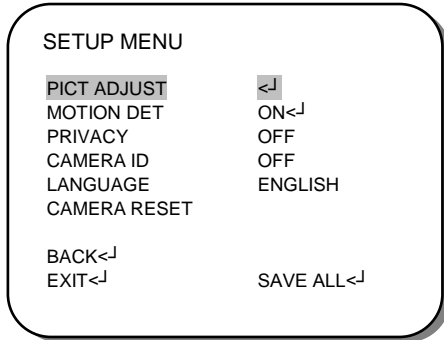 SETUP MENU
PICT ADJUST <┘
MOTION DET ON<┘
PRIVACY OFF
CAMERA ID OFF
LANGUAGE ENGLISH
CAMERA RESET
BACK<┘
EXIT<┘ SAVE ALL<┘